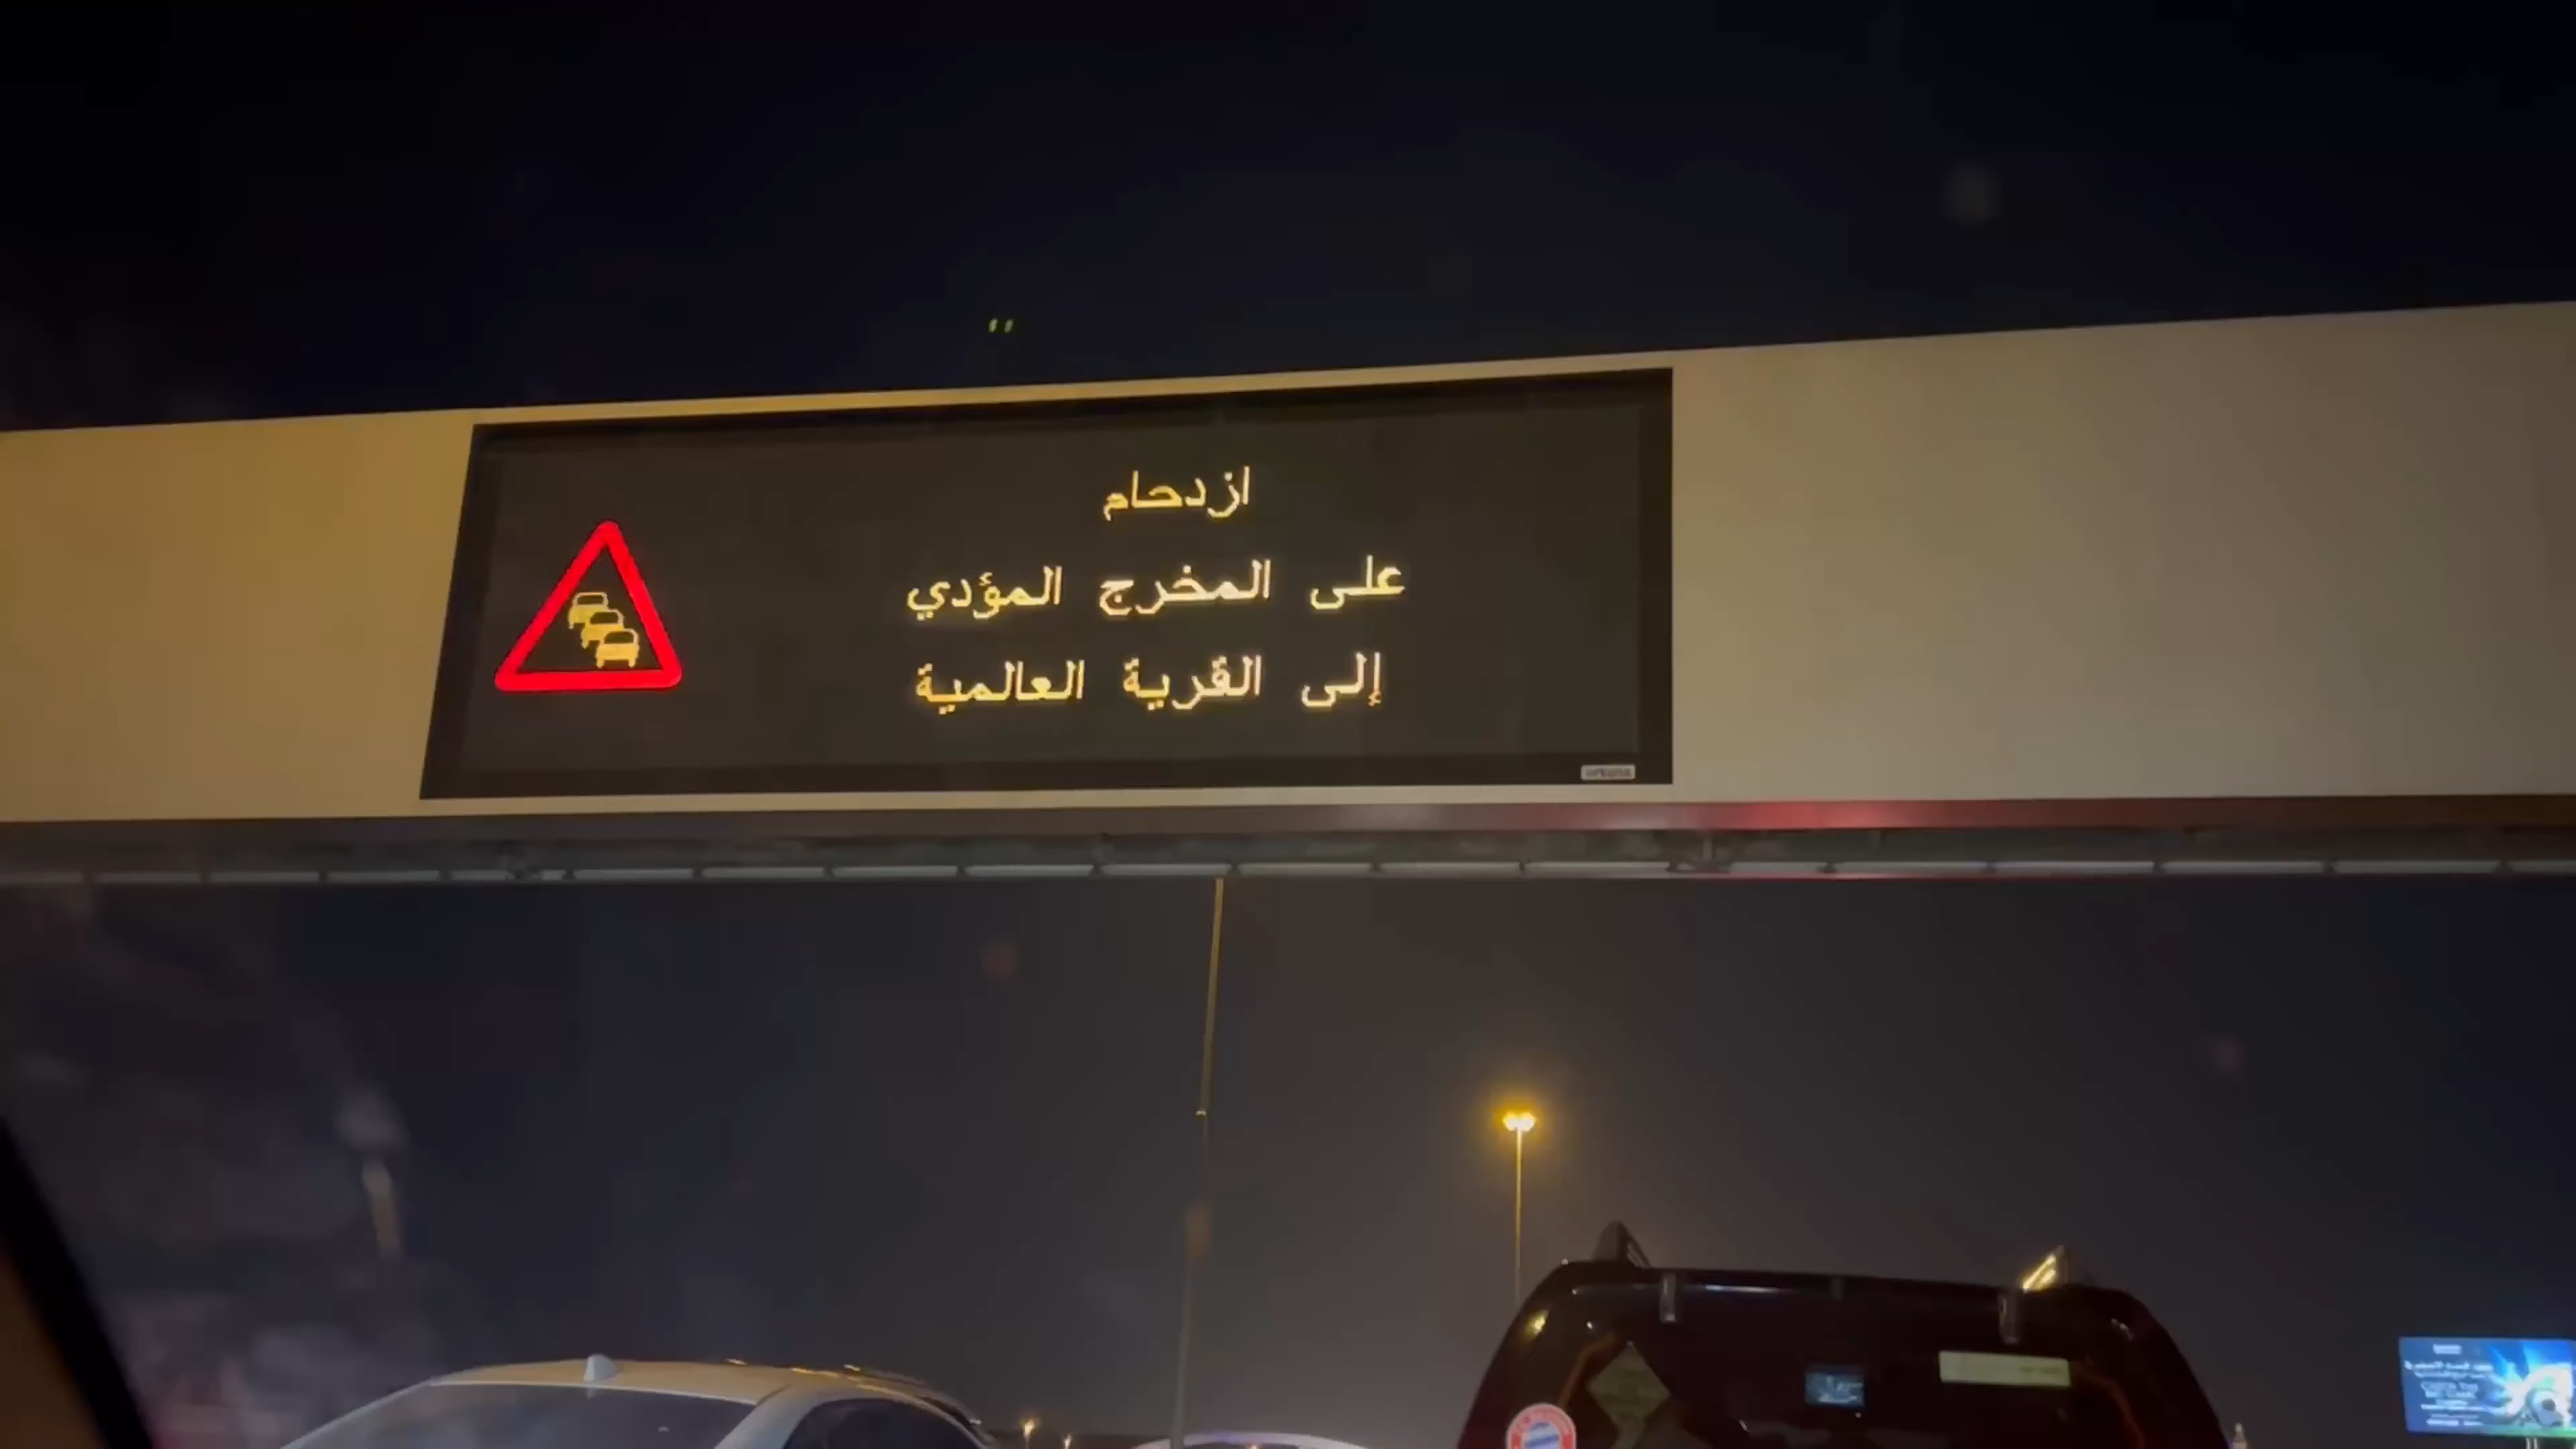 ازدحام
على المخرج المؤدي
إلى القرية العالمية